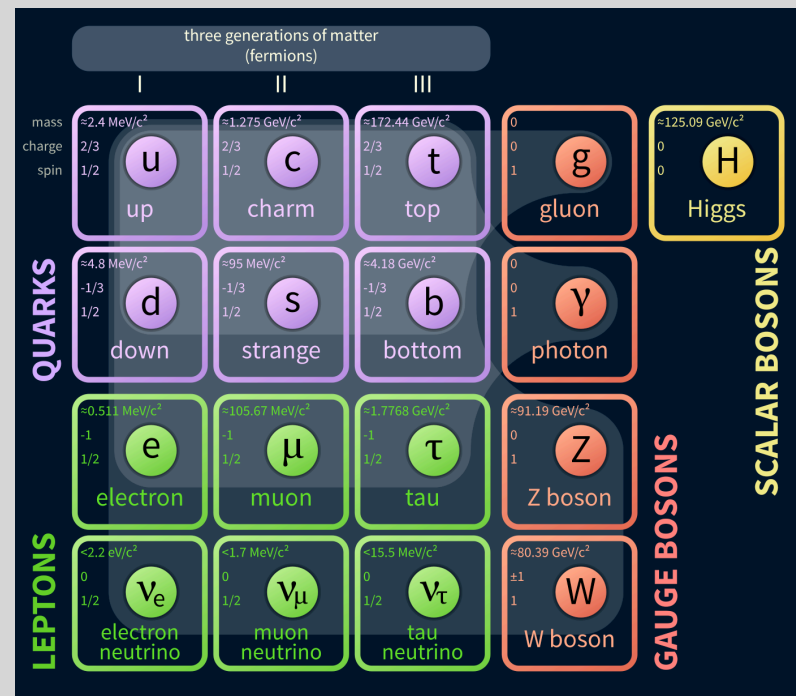 three generations of matter
(fermions)
I II III
mass
charge
spin
≈2.4 MeV/c²
2/3
1/2
u
up
≈1.275 GeV/c²
2/3
1/2
c
charm
≈172.44 GeV/c²
2/3
1/2
t
top
0
0
1
g
gluon
≈125.09 GeV/c²
0
0
H
Higgs
QUARKS
≈4.8 MeV/c²
-1/3
1/2
d
down
≈95 MeV/c²
-1/3
1/2
s
strange
≈4.18 GeV/c²
-1/3
1/2
b
bottom
0
0
1
γ
photon
SCALAR BOSONS
LEPTONS
≈0.511 MeV/c²
-1
1/2
e
electron
≈105.67 MeV/c²
-1
1/2
μ
muon
≈1.7768 GeV/c²
-1
1/2
τ
tau
≈91.19 GeV/c²
0
1
Z
Z boson
GAUGE BOSONS
<2.2 eV/c²
0
1/2
νe
electron
neutrino
<1.7 MeV/c²
0
1/2
νμ
muon
neutrino
<15.5 MeV/c²
0
1/2
ντ
tau
neutrino
≈80.39 GeV/c²
±1
1
W
W boson